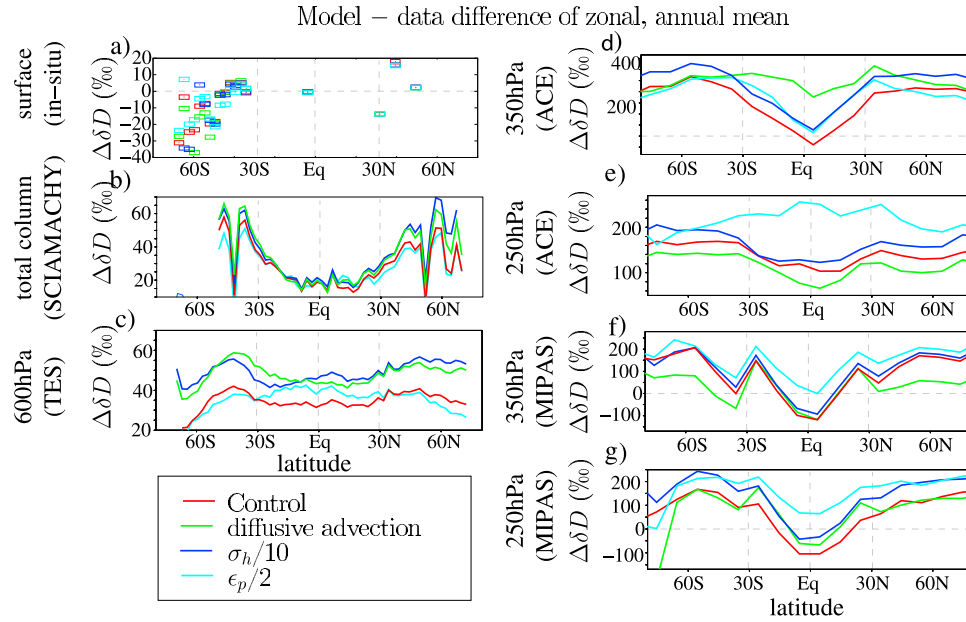 Model − data difference of zonal, annual mean
a)
surface
(in-situ)
ΔδD (‰)
20
10
0
−10
−20
−30
−40
60S 30S Eq 30N 60N
b)
total column
(SCIAMACHY)
ΔδD (‰)
60
40
20
60S 30S Eq 30N 60N
c)
600hPa
(TES)
ΔδD (‰)
60
40
20
60S 30S Eq 30N 60N
latitude
Control
diffusive advection
σh/10
ϵp/2
d)
350hPa
(ACE)
ΔδD (‰)
400
200
60S 30S Eq 30N 60N
e)
250hPa
(ACE)
ΔδD (‰)
200
100
60S 30S Eq 30N 60N
f)
350hPa
(MIPAS)
ΔδD (‰)
200
100
0
−100
60S 30S Eq 30N 60N
g)
250hPa
(MIPAS)
ΔδD (‰)
200
100
0
−100
60S 30S Eq 30N 60N
latitude